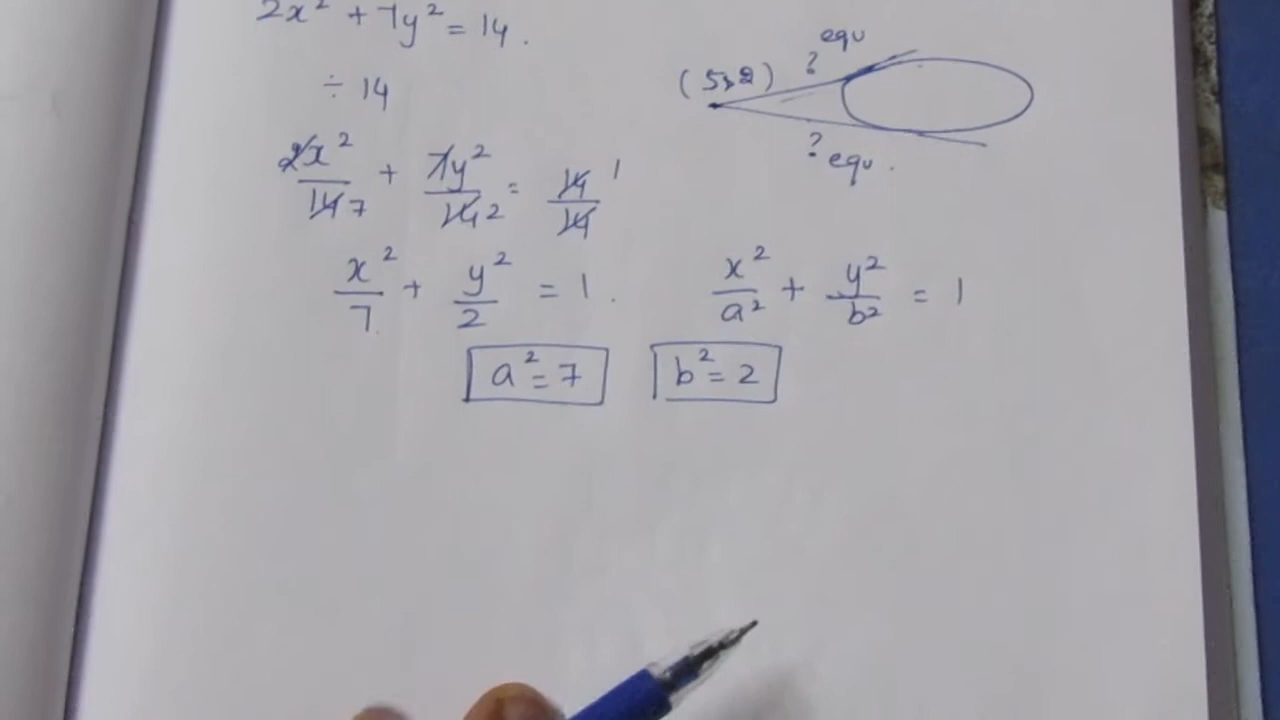 2x² + 7y² = 14.
÷ 14
2x²/14 7 + 7y²/14 2 = 14/14 1
x²/7 + y²/2 = 1.
a² = 7 b² = 2
equ
(5,2) ?
? equ.
x²/a² + y²/b² = 1